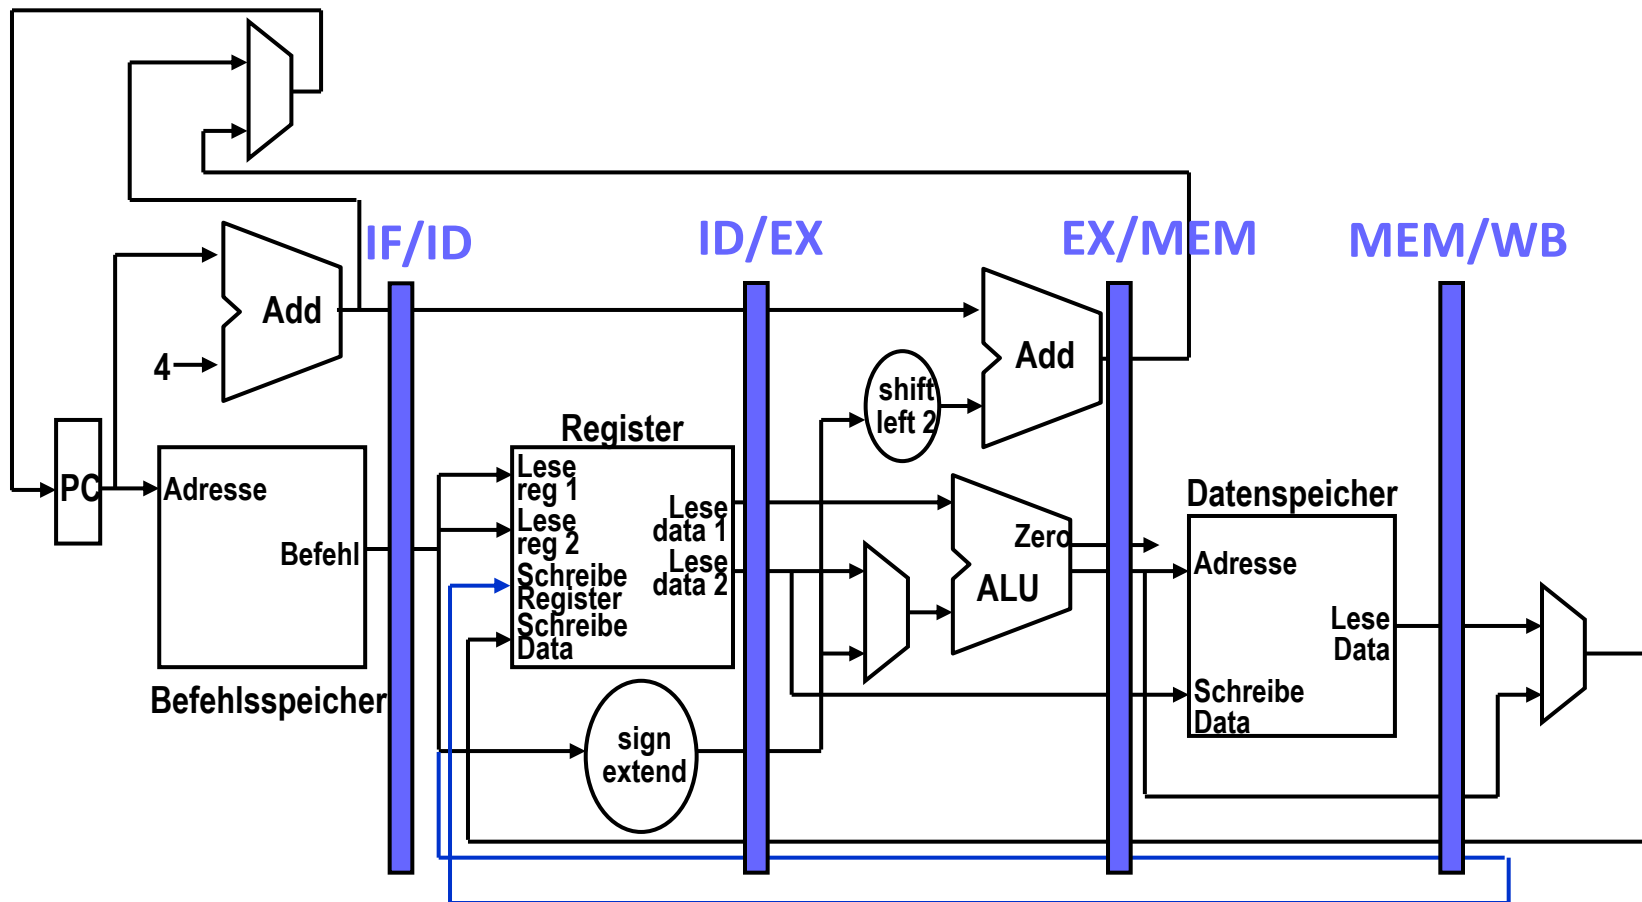 IF/ID
ID/EX
EX/MEM
MEM/WB
Add
4
Add
shift
left 2
PC
Adresse
Befehl
Befehlsspeicher
Register
Lese
reg 1
Lese
reg 2
Schreibe
Register
Schreibe
Data
Lese
data 1
Lese
data 2
sign
extend
Zero
ALU
Datenspeicher
Adresse
Lese
Data
Schreibe
Data